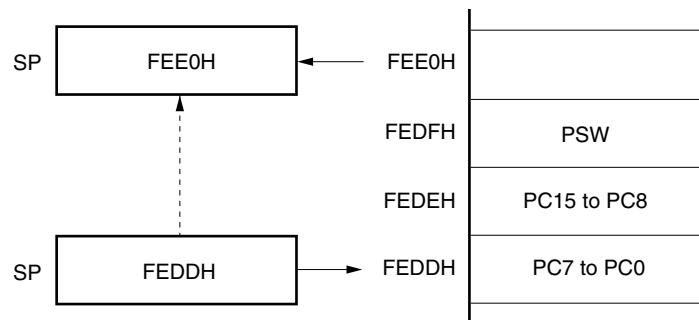 SP FEE0H FEE0H
FEDFH PSW
FEDEH PC15 to PC8
SP FEDDH FEDDH PC7 to PC0